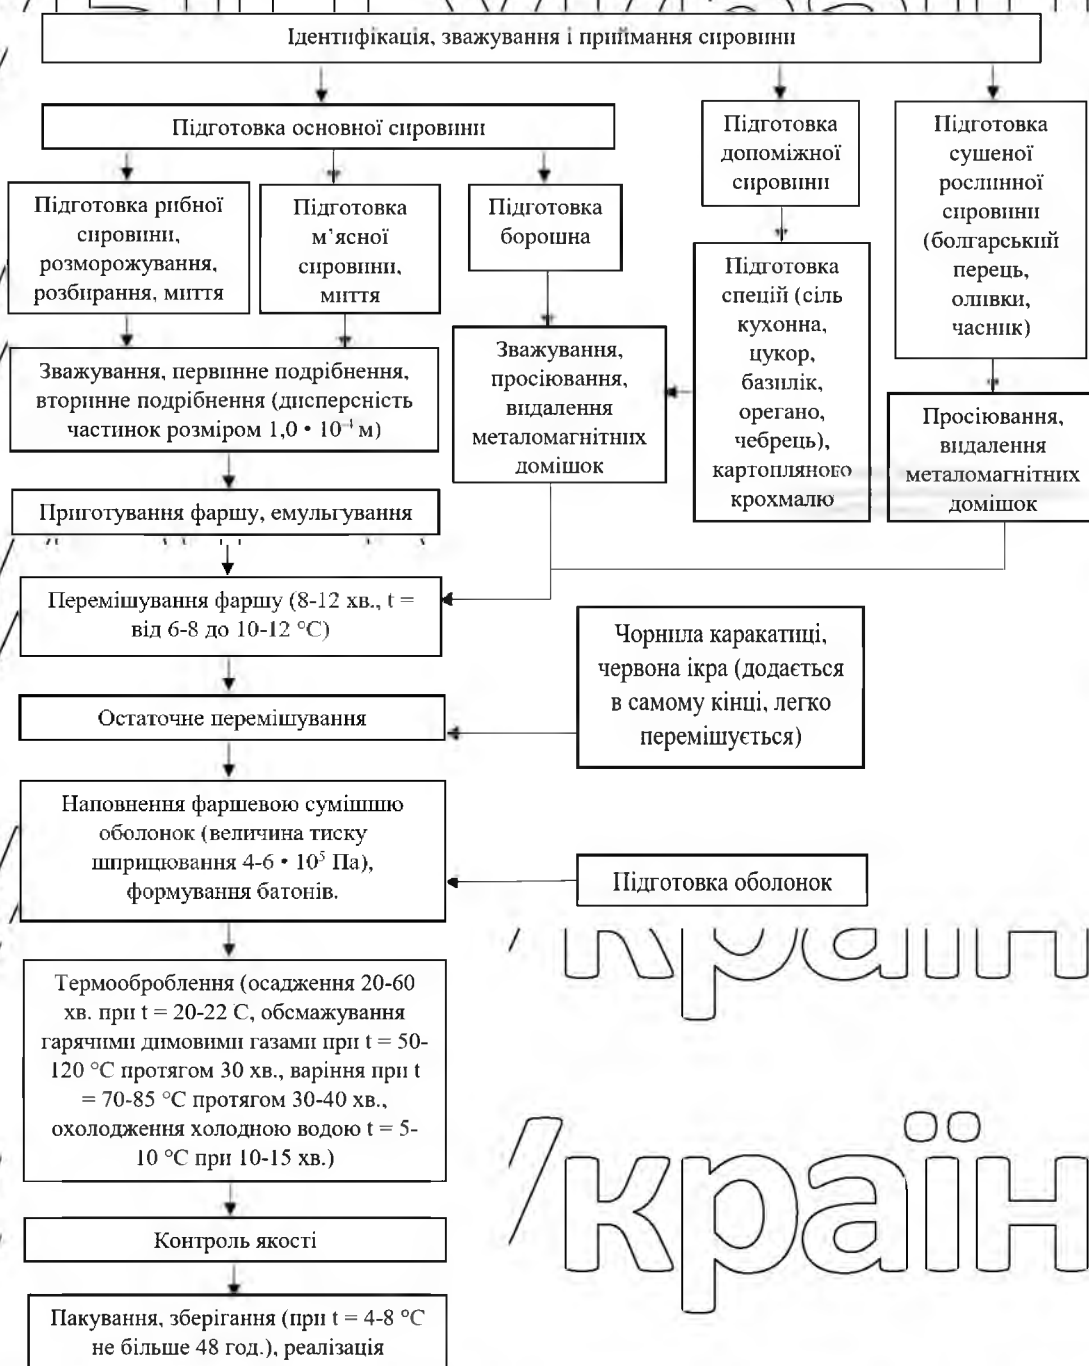 Ідентифікація, зважування і приймання сировини
Підготовка основної сировини
Підготовка
допоміжної
сировини
Підготовка
сушеної
рослинної
сировини
(болгарський
перець,
оливки,
часник)
Підготовка рибної
сировини,
розморожування,
розбирання, миття
Підготовка
м’ясної
сировини,
миття
Підготовка
борошна
Підготовка
спецій (сіль
кухонна,
цукор,
базилік,
орегано,
чебрець),
картопляного
крохмалю
Зважування,
просіювання,
видалення
металомагнітних
домішок
Просіювання,
видалення
металомагнітних
домішок
Зважування, первинне подрібнення,
вторинне подрібнення (дисперсність
частинок розміром 1,0 • 10⁻⁴ м)
Приготування фаршу, емульгування
Перемішування фаршу (8-12 хв., t =
від 6-8 до 10-12 °С)
Чорнила каракатиці,
червона ікра (додається
в самому кінці, легко
перемішується)
Остаточне перемішування
Наповнення фаршевою сумішшю
оболонок (величина тиску
шприцювання 4-6 • 10⁵ Па),
формування батонів.
Підготовка оболонок
Термооброблення (осадження 20-60
хв. при t = 20-22 С, обсмажування
гарячими димовими газами при t = 50-
120 °С протягом 30 хв., варіння при t
= 70-85 °С протягом 30-40 хв.,
охолодження холодною водою t = 5-
10 °С при 10-15 хв.)
Контроль якості
Пакування, зберігання (при t = 4-8 °С
не більше 48 год.), реалізація
країн
країн